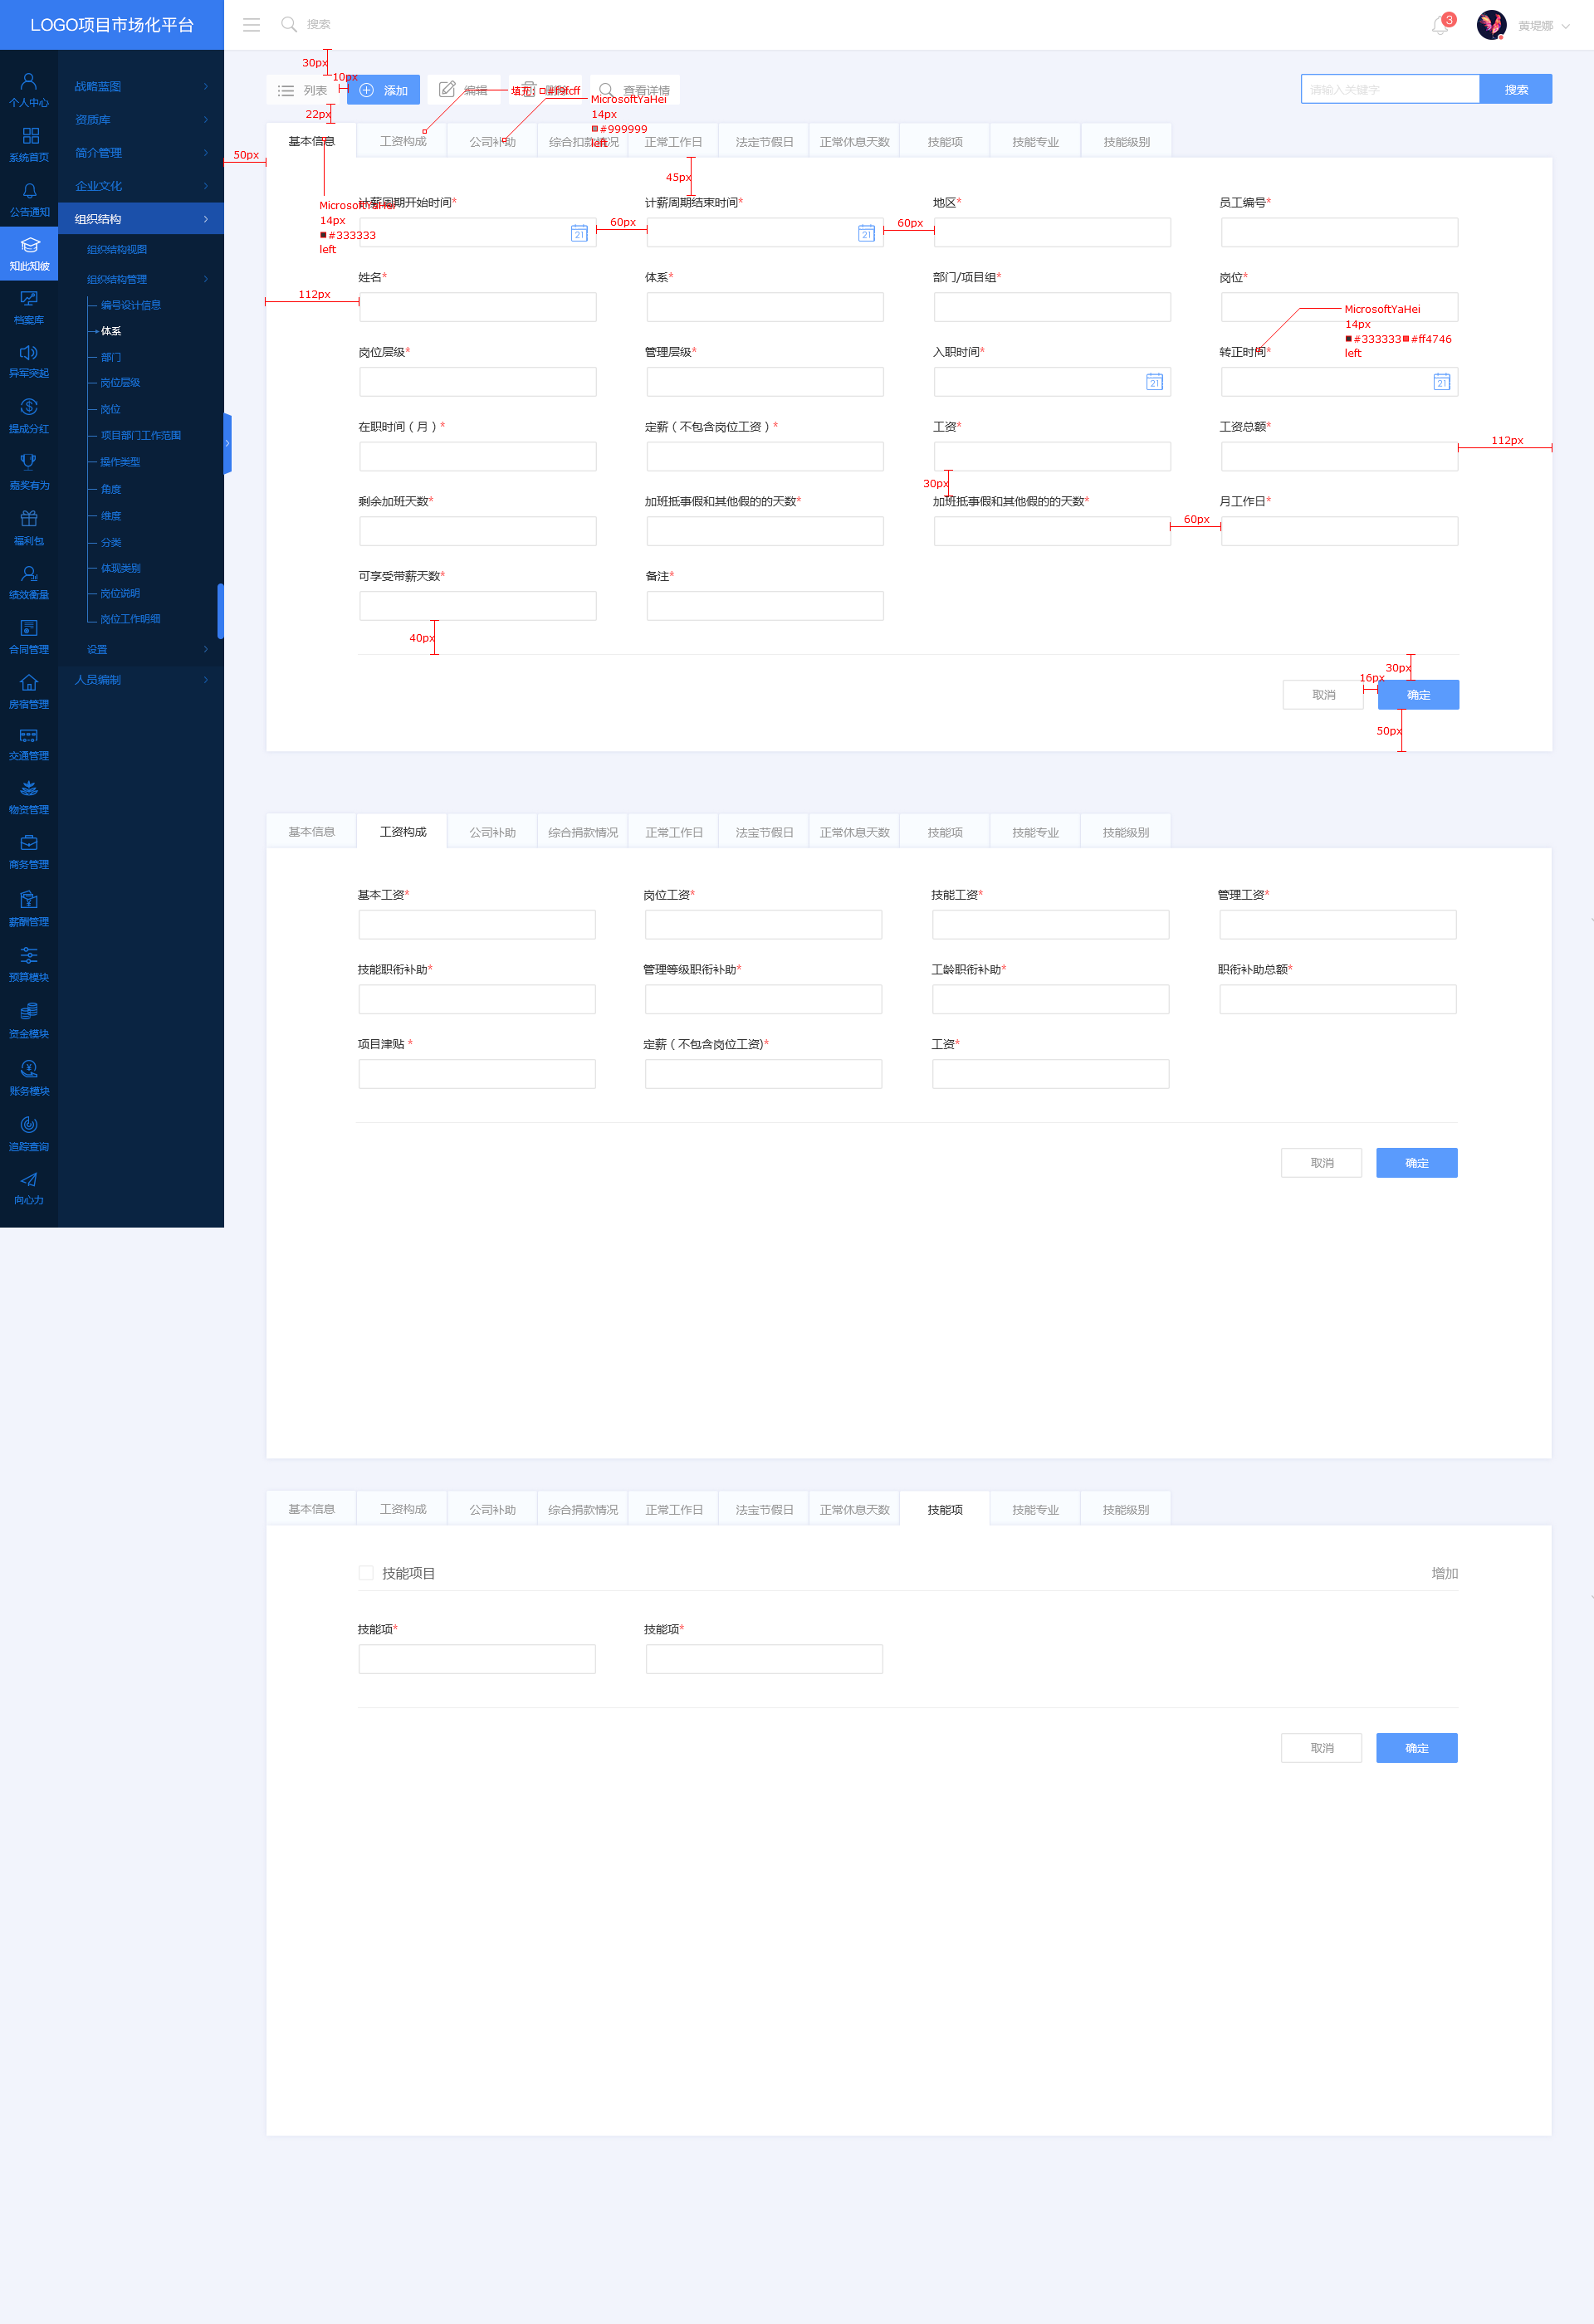 LOGO项目市场化平台
搜索
3
黄堤娜
个人中心
系统首页
公告通知
知此知彼
档案库
异军突起
提成分红
嘉奖有为
福利包
绩效衡量
合同管理
房宿管理
交通管理
物资管理
商务管理
薪酬管理
预算模块
资金模块
账务模块
追踪查询
向心力
战略蓝图
资质库
简介管理
企业文化
组织结构
组织结构视图
组织结构管理
编号设计信息
体系
部门
岗位层级
岗位
项目部门工作范围
操作类型
角度
维度
分类
体现类别
岗位说明
岗位工作明细
设置
人员编制
30px
10px
列表 添加 编辑 查看详情
填充: #f9fcff
请输入关键字 搜索
22px
MicrosoftYaHei
14px
#999999
left
基本信息 工资构成 公司补助 综合扣款情况 正常工作日 法定节假日 正常休息天数 技能项 技能专业 技能级别
50px
45px
MicrosoftYaHei
14px
#333333
left
计薪周期开始时间* 计薪周期结束时间* 地区* 员工编号*
21 60px 21 60px
姓名* 体系* 部门/项目组* 岗位*
112px
MicrosoftYaHei
14px
#333333 #ff4746
left
岗位层级* 管理层级* 入职时间* 转正时间*
21 21
在职时间（月）* 定薪（不包含岗位工资）* 工资* 工资总额*
112px
30px
剩余加班天数* 加班抵事假和其他假的的天数* 加班抵事假和其他假的的天数* 月工作日*
60px
可享受带薪天数* 备注*
40px
30px
16px
取消 确定
50px
基本信息 工资构成 公司补助 综合捐款情况 正常工作日 法宝节假日 正常休息天数 技能项 技能专业 技能级别
基本工资* 岗位工资* 技能工资* 管理工资*
技能职衔补助* 管理等级职衔补助* 工龄职衔补助* 职衔补助总额*
项目津贴 * 定薪（不包含岗位工资)* 工资*
取消 确定
基本信息 工资构成 公司补助 综合捐款情况 正常工作日 法宝节假日 正常休息天数 技能项 技能专业 技能级别
技能项目 增加
技能项* 技能项*
取消 确定